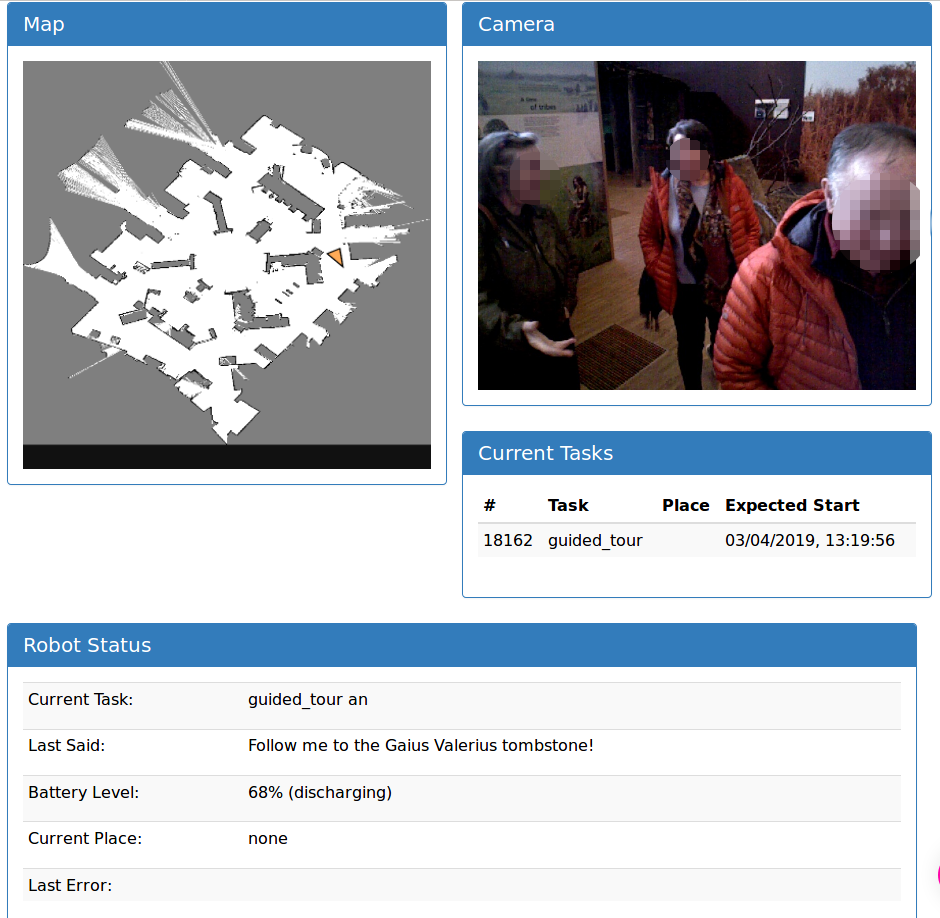 Map
Camera
A time
of tribes
Current Tasks
# Task Place Expected Start
18162 guided_tour 03/04/2019, 13:19:56
Robot Status
Current Task: guided_tour an
Last Said: Follow me to the Gaius Valerius tombstone!
Battery Level: 68% (discharging)
Current Place: none
Last Error: